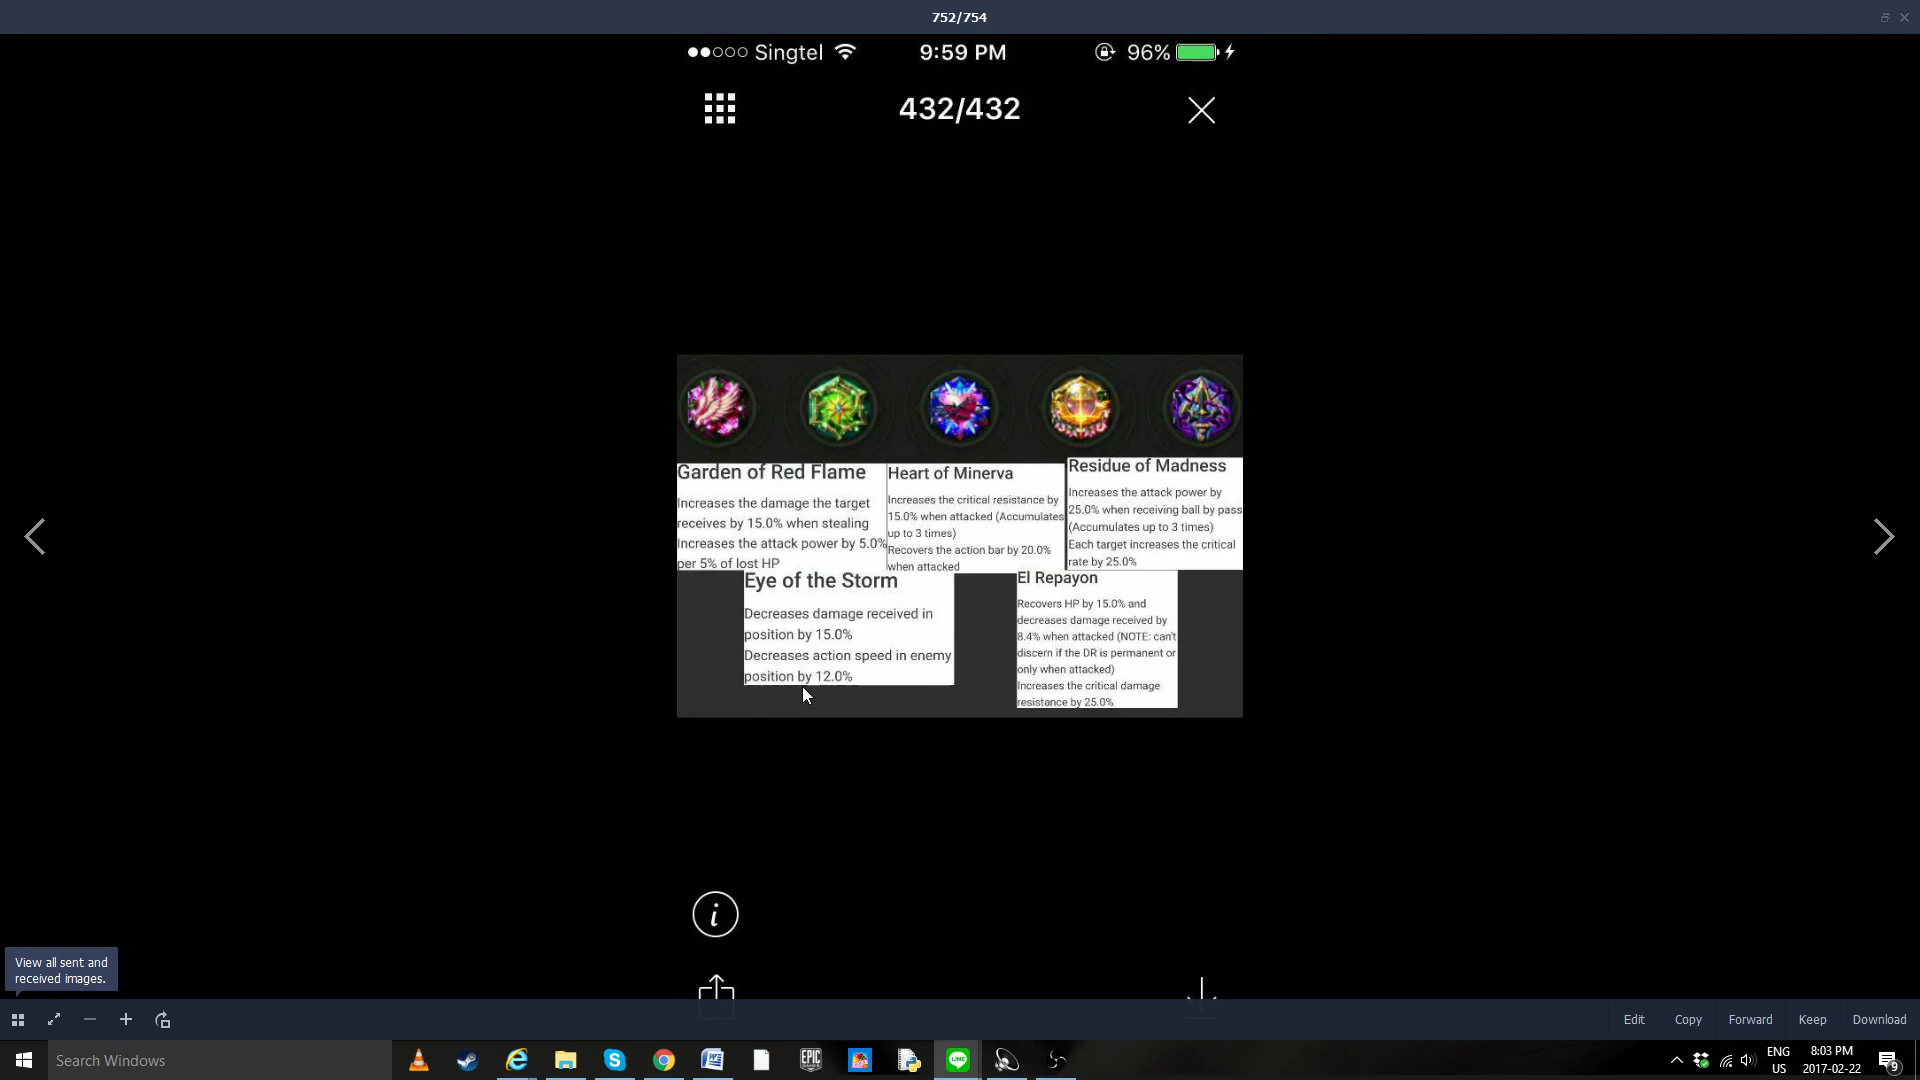 752/754
Singtel 9:59 PM 96%
432/432
Garden of Red Flame
Increases the damage the target
receives by 15.0% when stealing
Increases the attack power by 5.0%
per 5% of lost HP
Heart of Minerva
Increases the critical resistance by
15.0% when attacked (Accumulates
up to 3 times)
Recovers the action bar by 20.0%
when attacked
Residue of Madness
Increases the attack power by
25.0% when receiving ball by pass
(Accumulates up to 3 times)
Each target increases the critical
rate by 25.0%
Eye of the Storm
Decreases damage received in
position by 15.0%
Decreases action speed in enemy
position by 12.0%
El Repayon
Recovers HP by 15.0% and
decreases damage received by
8.4% when attacked (NOTE: can't
discern if the DR is permanent or
only when attacked)
Increases the critical damage
resistance by 25.0%
i
View all sent and
received images.
Edit Copy Forward Keep Download
Search Windows
EPIC
GAMES
LINE
ENG
US
8:03 PM
2017-02-22
9